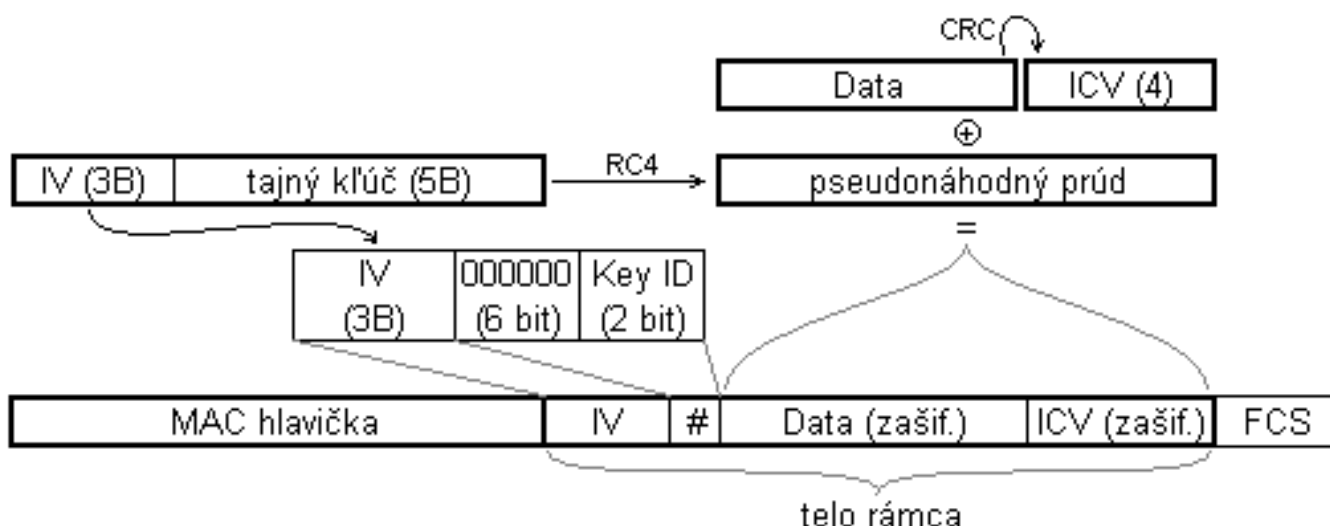 CRC
Data ICV (4)
⊕
IV (3B) tajný kľúč (5B) RC4 pseudonáhodný prúd
=
IV 000000 Key ID
(3B) (6 bit) (2 bit)
MAC hlavička IV # Data (zašif.) ICV (zašif.) FCS
telo rámca